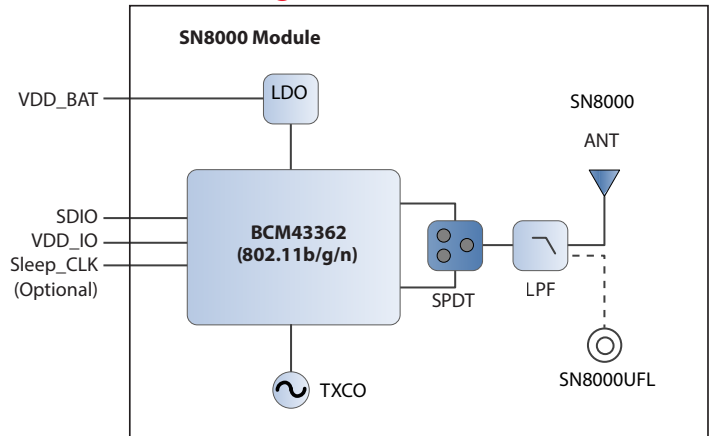 SN8000 Module
LDO
VDD_BAT
SN8000
ANT
SDIO
VDD_IO
Sleep_CLK
(Optional)
BCM43362
(802.11b/g/n)
SPDT
LPF
SN8000UFL
TXCO